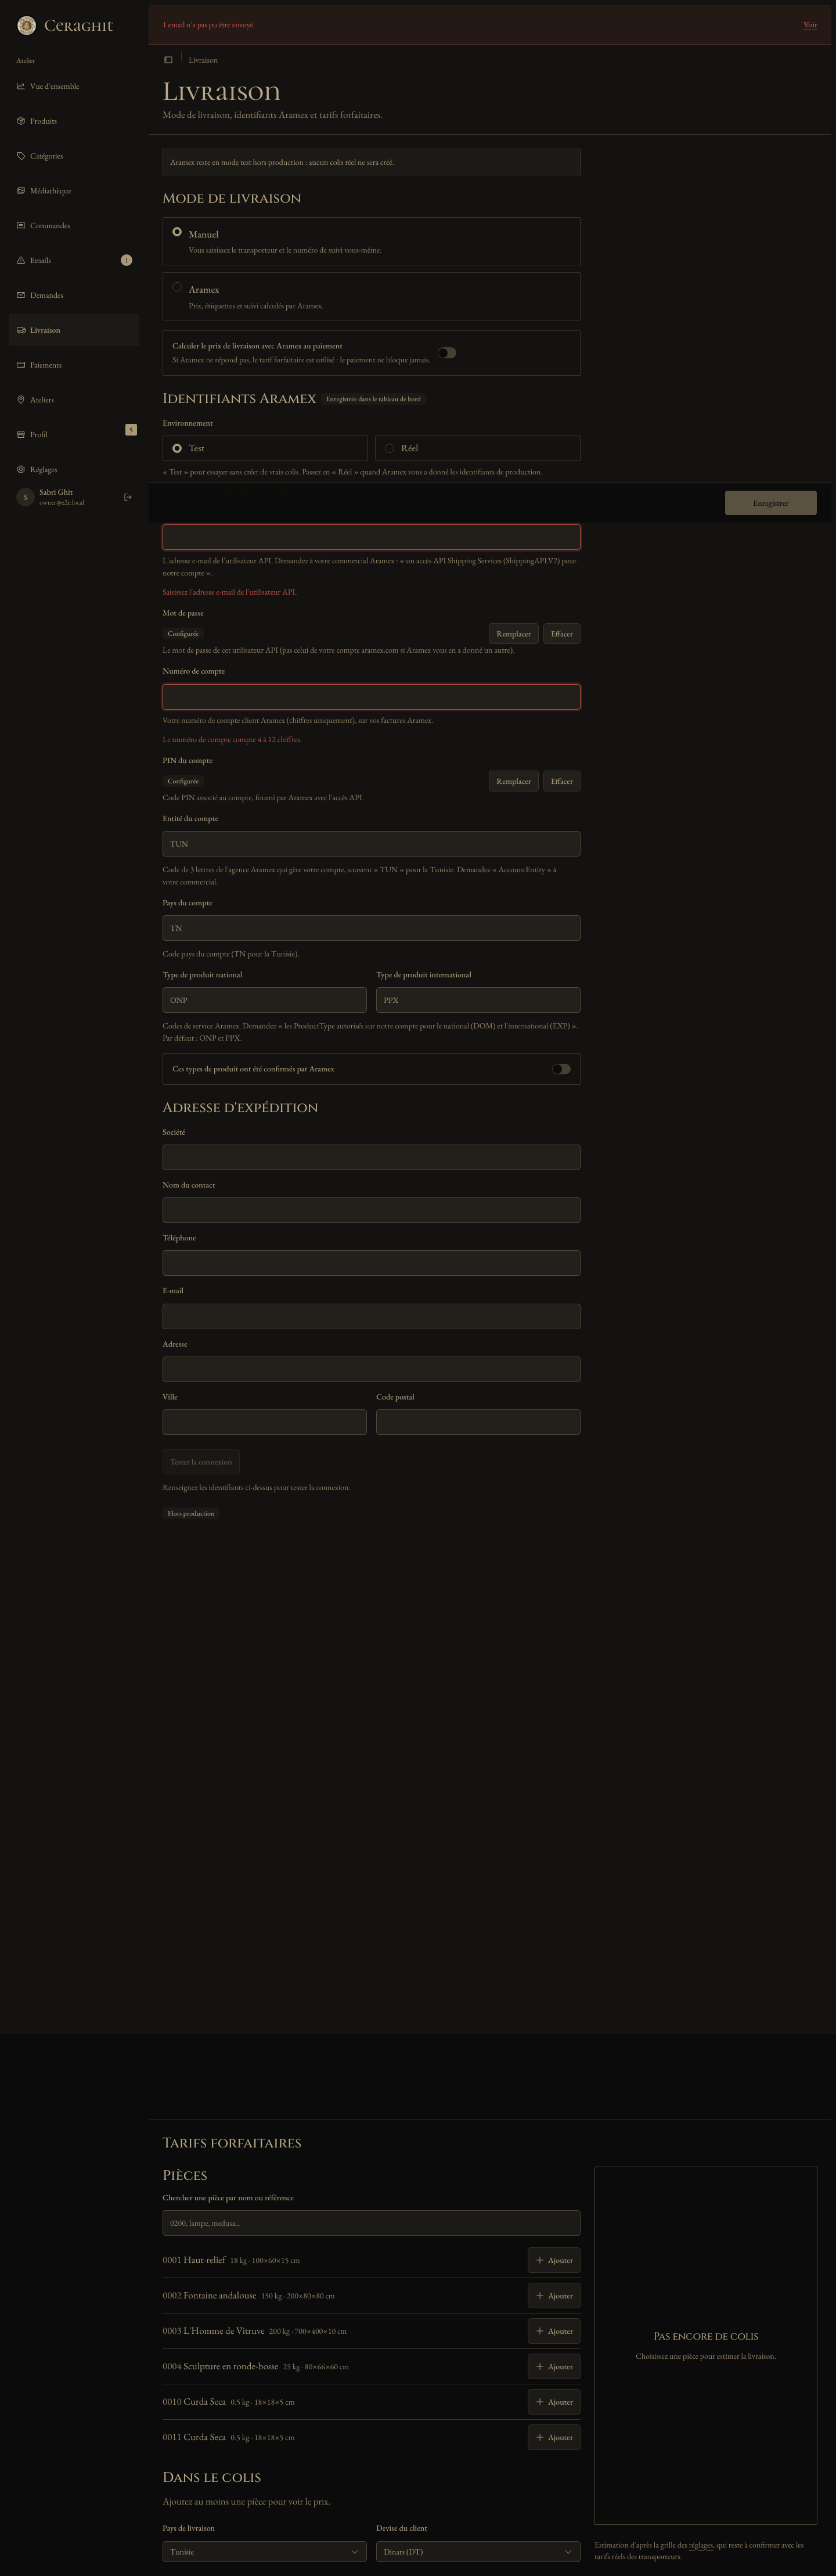 Ceraghit
Atelier
Vue d'ensemble
Produits
Catégories
Médiathèque
Commandes
Emails
1
Demandes
Livraison
Paiements
Ateliers
Profil
5
Réglages
S
Sabri Ghit
owner@e2e.local
1 email n'a pas pu être envoyé.
Voir
Livraison
Livraison
Mode de livraison, identifiants Aramex et tarifs forfaitaires.
Aramex reste en mode test hors production : aucun colis réel ne sera créé.
Mode de livraison
Manuel
Vous saisissez le transporteur et le numéro de suivi vous-même.
Aramex
Prix, étiquettes et suivi calculés par Aramex.
Calculer le prix de livraison avec Aramex au paiement
Si Aramex ne répond pas, le tarif forfaitaire est utilisé : le paiement ne bloque jamais.
Identifiants Aramex
Enregistrée dans le tableau de bord
Environnement
Test
Réel
« Test » pour essayer sans créer de vrais colis. Passez en « Réel » quand Aramex vous a donné les identifiants de production.
Enregistrer
L'adresse e-mail de l'utilisateur API. Demandez à votre commercial Aramex : « un accès API Shipping Services (ShippingAPI.V2) pour
notre compte ».
Saisissez l'adresse e-mail de l'utilisateur API.
Mot de passe
Configurée
Remplacer
Effacer
Le mot de passe de cet utilisateur API (pas celui de votre compte aramex.com si Aramex vous en a donné un autre).
Numéro de compte
Votre numéro de compte client Aramex (chiffres uniquement), sur vos factures Aramex.
Le numéro de compte compte 4 à 12 chiffres.
PIN du compte
Configurée
Remplacer
Effacer
Code PIN associé au compte, fourni par Aramex avec l'accès API.
Entité du compte
TUN
Code de 3 lettres de l'agence Aramex qui gère votre compte, souvent « TUN » pour la Tunisie. Demandez « AccountEntity » à
votre commercial.
Pays du compte
TN
Code pays du compte (TN pour la Tunisie).
Type de produit national
Type de produit international
ONP
PPX
Codes de service Aramex. Demandez « les ProductType autorisés sur notre compte pour le national (DOM) et l'international (EXP) ».
Par défaut : ONP et PPX.
Ces types de produit ont été confirmés par Aramex
Adresse d'expédition
Société
Nom du contact
Téléphone
E-mail
Adresse
Ville
Code postal
Tester la connexion
Renseignez les identifiants ci-dessus pour tester la connexion.
Hors production
Tarifs forfaitaires
Pièces
Chercher une pièce par nom ou référence
0200, lampe, medusa…
0001 Haut-relief 18 kg · 100×60×15 cm
Ajouter
0002 Fontaine andalouse 150 kg · 200×80×80 cm
Ajouter
0003 L'Homme de Vitruve 200 kg · 700×400×10 cm
Ajouter
0004 Sculpture en ronde-bosse 25 kg · 80×66×60 cm
Ajouter
0010 Curda Seca 0.5 kg · 18×18×5 cm
Ajouter
0011 Curda Seca 0.5 kg · 18×18×5 cm
Ajouter
Dans le colis
Ajoutez au moins une pièce pour voir le prix.
Pays de livraison
Devise du client
Tunisie
Dinars (DT)
Pas encore de colis
Choisissez une pièce pour estimer la livraison.
Estimation d'après la grille des réglages, qui reste à confirmer avec les
tarifs réels des transporteurs.